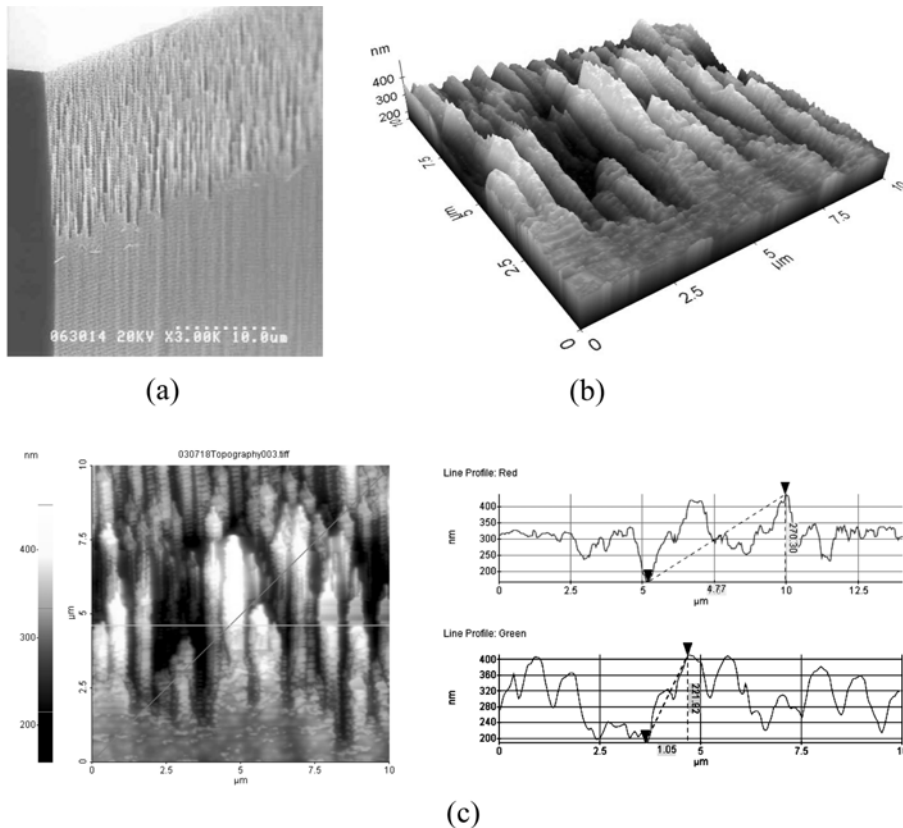 (a)
063014 20KV X3.00K 10.0um
(b)
nm
400
300
200
10
7.5
5
µm
2.5
0
0
2.5
5
µm
7.5
10
030718Topography003.tiff
nm
400
300
200
10
7.5
5
µm
2.5
0
0 2.5 5 7.5 10
µm
Line Profile: Red
nm
400
350
300
250
200
270.30
4.77
0 2.5 5 7.5 10 12.5
µm
Line Profile: Green
nm
400
360
320
280
240
200
221.92
1.05
0 2.5 5 7.5
µm
(c)